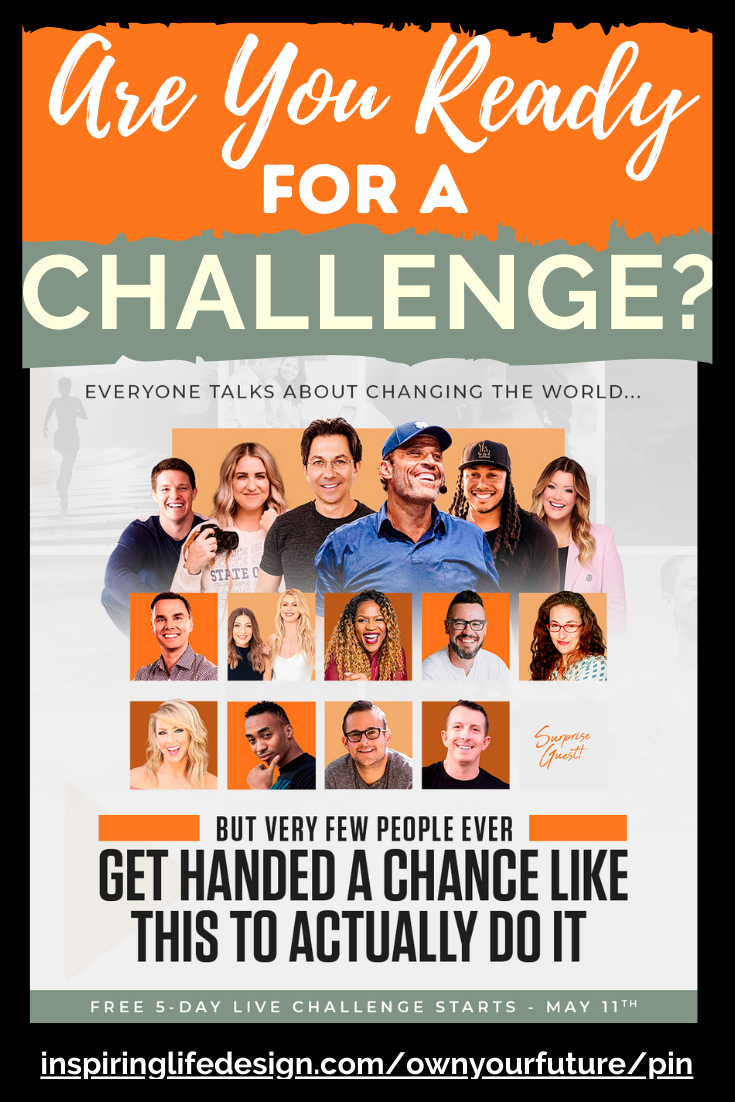 Are You Ready
FOR A
CHALLENGE?
EVERYONE TALKS ABOUT CHANGING THE WORLD...
STATE
Surprise
Guest!
BUT VERY FEW PEOPLE EVER
GET HANDED A CHANCE LIKE
THIS TO ACTUALLY DO IT
FREE 5-DAY LIVE CHALLENGE STARTS - MAY 11TH
inspiringlifedesign.com/ownyourfuture/pin